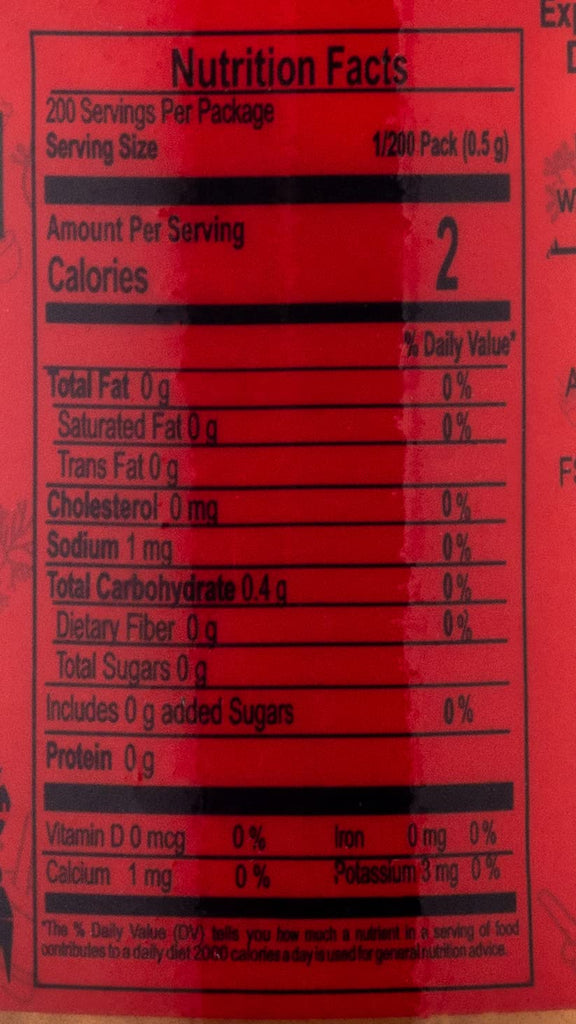 Nutrition Facts
200 Servings Per Package
Serving Size 1/200 Pack (0.5 g)
Amount Per Serving
Calories 2
% Daily Value*
Total Fat 0 g 0%
Saturated Fat 0 g 0%
Trans Fat 0 g
Cholesterol 0 mg 0%
Sodium 1 mg 0%
Total Carbohydrate 0.4 g 0%
Dietary Fiber 0 g 0%
Total Sugars 0 g
Includes 0 g added Sugars 0%
Protein 0 g
Vitamin D 0 mcg 0% Iron 0 mg 0%
Calcium 1 mg 0% Potassium 3 mg 0%
*The % Daily Value (DV) tells you how much a nutrient in a serving of food
contributes to a daily diet 2000 calories a day is used for general nutrition advice.